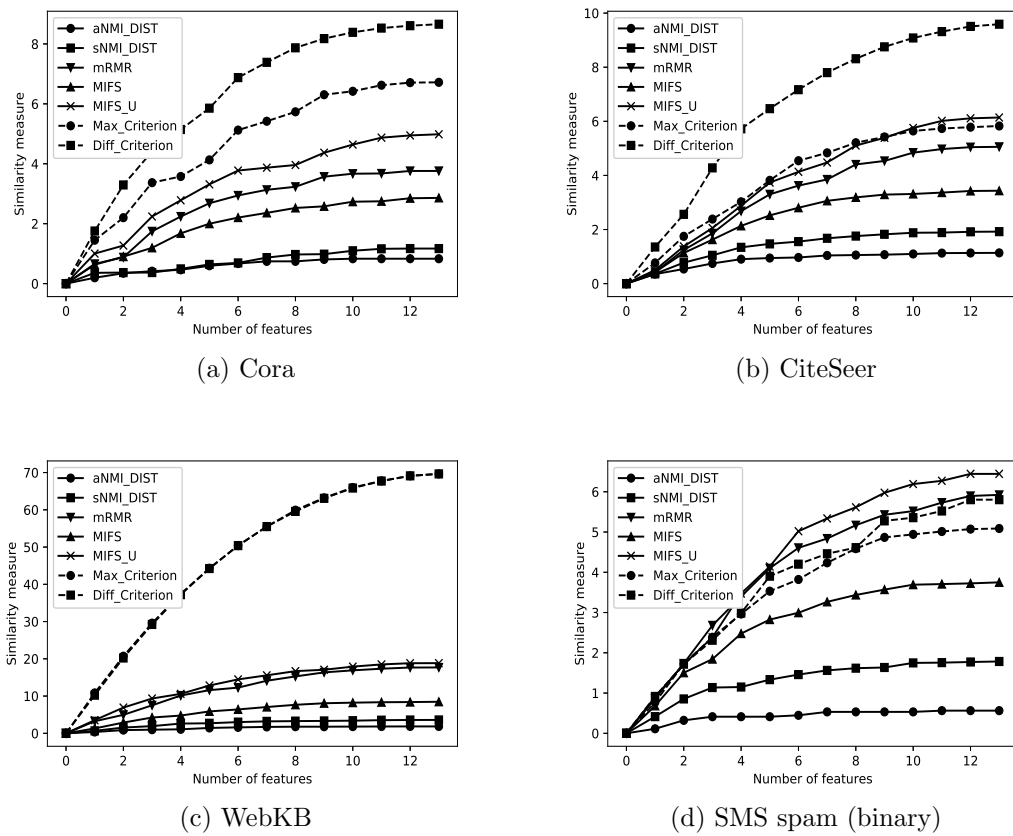 8
6
4
2
0
Similarity measure
aNMI_DIST
sNMI_DIST
mRMR
MIFS
MIFS_U
Max_Criterion
Diff_Criterion
0 2 4 6 8 10 12
Number of features
(a) Cora
10
8
6
4
2
0
Similarity measure
aNMI_DIST
sNMI_DIST
mRMR
MIFS
MIFS_U
Max_Criterion
Diff_Criterion
0 2 4 6 8 10 12
Number of features
(b) CiteSeer
70
60
50
40
30
20
10
0
Similarity measure
aNMI_DIST
sNMI_DIST
mRMR
MIFS
MIFS_U
Max_Criterion
Diff_Criterion
0 2 4 6 8 10 12
Number of features
(c) WebKB
6
5
4
3
2
1
0
Similarity measure
aNMI_DIST
sNMI_DIST
mRMR
MIFS
MIFS_U
Max_Criterion
Diff_Criterion
0 2 4 6 8 10 12
Number of features
(d) SMS spam (binary)